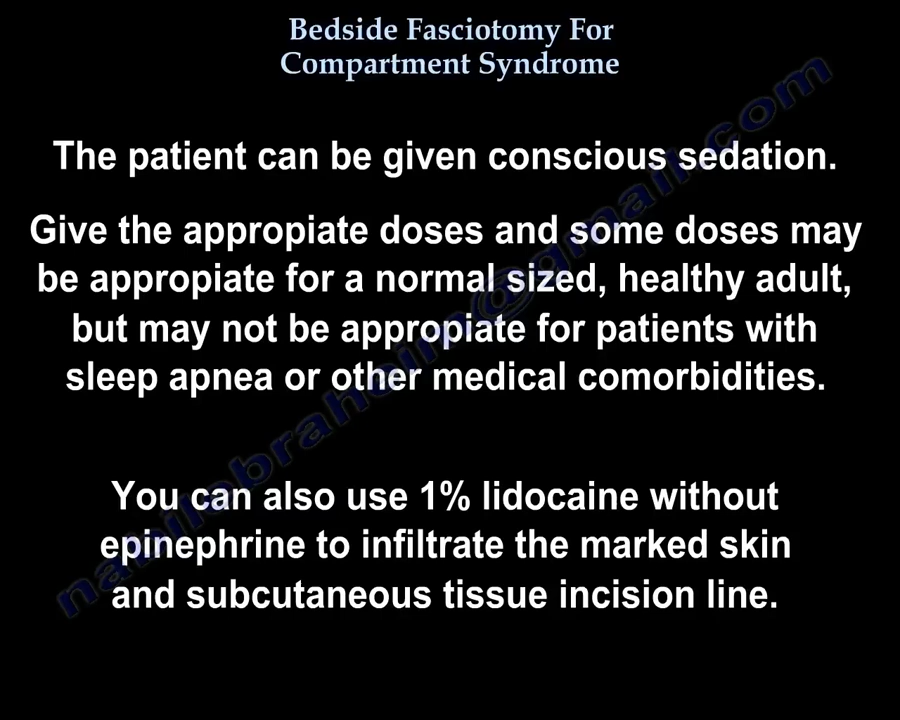 Bedside Fasciotomy For
Compartment Syndrome
The patient can be given conscious sedation.
Give the appropiate doses and some doses may
be appropiate for a normal sized, healthy adult,
but may not be appropiate for patients with
sleep apnea or other medical comorbidities.
You can also use 1% lidocaine without
epinephrine to infiltrate the marked skin
and subcutaneous tissue incision line.
nabilebraheim@gmail.com